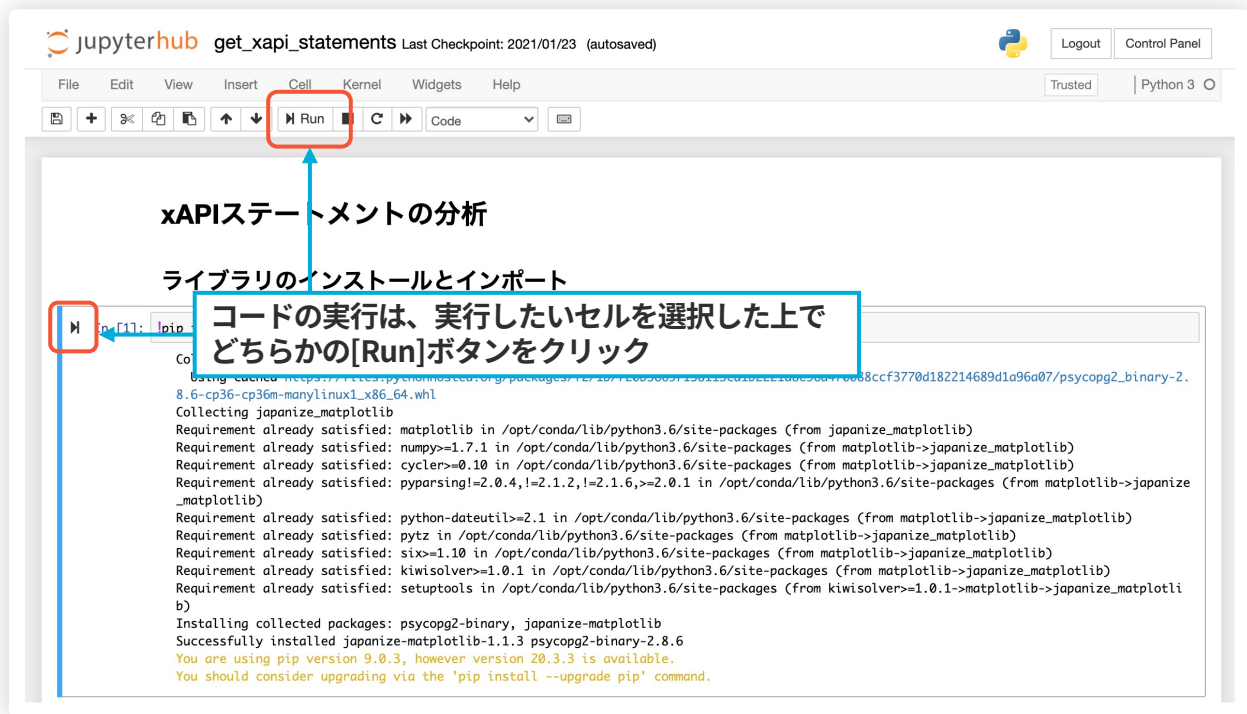 jupyterhub get_xapi_statements Last Checkpoint: 2021/01/23 (autosaved) Logout Control Panel
File Edit View Insert Cell Kernel Widgets Help Trusted Python 3
Run Code
xAPIステートメントの分析
ライブラリのインストールとインポート
コードの実行は、実行したいセルを選択した上で
どちらかの[Run]ボタンをクリック
[1]: !pip
Using cached
8.6-cp36-cp36m-manylinux1_x86_64.whl
Collecting japanize_matplotlib
Requirement already satisfied: matplotlib in /opt/conda/lib/python3.6/site-packages (from japanize_matplotlib)
Requirement already satisfied: numpy>=1.7.1 in /opt/conda/lib/python3.6/site-packages (from matplotlib->japanize_matplotlib)
Requirement already satisfied: cycler>=0.10 in /opt/conda/lib/python3.6/site-packages (from matplotlib->japanize_matplotlib)
Requirement already satisfied: pyparsing!=2.0.4,!=2.1.2,!=2.1.6,>=2.0.1 in /opt/conda/lib/python3.6/site-packages (from matplotlib->japanize
_matplotlib)
Requirement already satisfied: python-dateutil>=2.1 in /opt/conda/lib/python3.6/site-packages (from matplotlib->japanize_matplotlib)
Requirement already satisfied: pytz in /opt/conda/lib/python3.6/site-packages (from matplotlib->japanize_matplotlib)
Requirement already satisfied: six>=1.10 in /opt/conda/lib/python3.6/site-packages (from matplotlib->japanize_matplotlib)
Requirement already satisfied: kiwisolver>=1.0.1 in /opt/conda/lib/python3.6/site-packages (from matplotlib->japanize_matplotlib)
Requirement already satisfied: setuptools in /opt/conda/lib/python3.6/site-packages (from kiwisolver>=1.0.1->matplotlib->japanize_matplotli
b)
Installing collected packages: psycopg2-binary, japanize-matplotlib
Successfully installed japanize-matplotlib-1.1.3 psycopg2-binary-2.8.6
You are using pip version 9.0.3, however version 20.3.3 is available.
You should consider upgrading via the 'pip install --upgrade pip' command.